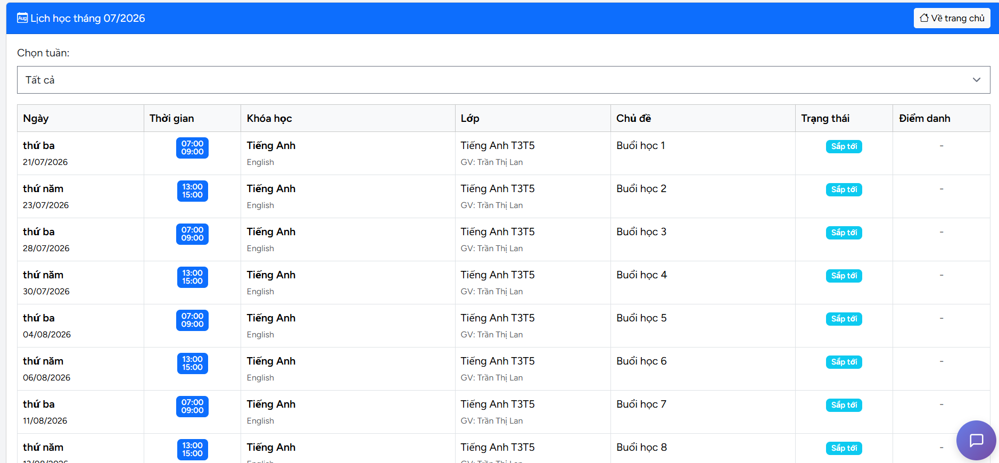 Aug Lịch học tháng 07/2026
Về trang chủ
Chọn tuần:
Tất cả
Ngày Thời gian Khóa học Lớp Chủ đề Trạng thái Điểm danh
thứ ba 07:00 Tiếng Anh Tiếng Anh T3T5 Buổi học 1 Sắp tới -
21/07/2026 09:00 English GV: Trần Thị Lan
thứ năm 13:00 Tiếng Anh Tiếng Anh T3T5 Buổi học 2 Sắp tới -
23/07/2026 15:00 English GV: Trần Thị Lan
thứ ba 07:00 Tiếng Anh Tiếng Anh T3T5 Buổi học 3 Sắp tới -
28/07/2026 09:00 English GV: Trần Thị Lan
thứ năm 13:00 Tiếng Anh Tiếng Anh T3T5 Buổi học 4 Sắp tới -
30/07/2026 15:00 English GV: Trần Thị Lan
thứ ba 07:00 Tiếng Anh Tiếng Anh T3T5 Buổi học 5 Sắp tới -
04/08/2026 09:00 English GV: Trần Thị Lan
thứ năm 13:00 Tiếng Anh Tiếng Anh T3T5 Buổi học 6 Sắp tới -
06/08/2026 15:00 English GV: Trần Thị Lan
thứ ba 07:00 Tiếng Anh Tiếng Anh T3T5 Buổi học 7 Sắp tới -
11/08/2026 09:00 English GV: Trần Thị Lan
thứ năm 13:00 Tiếng Anh Tiếng Anh T3T5 Buổi học 8 Sắp tới -
15:00